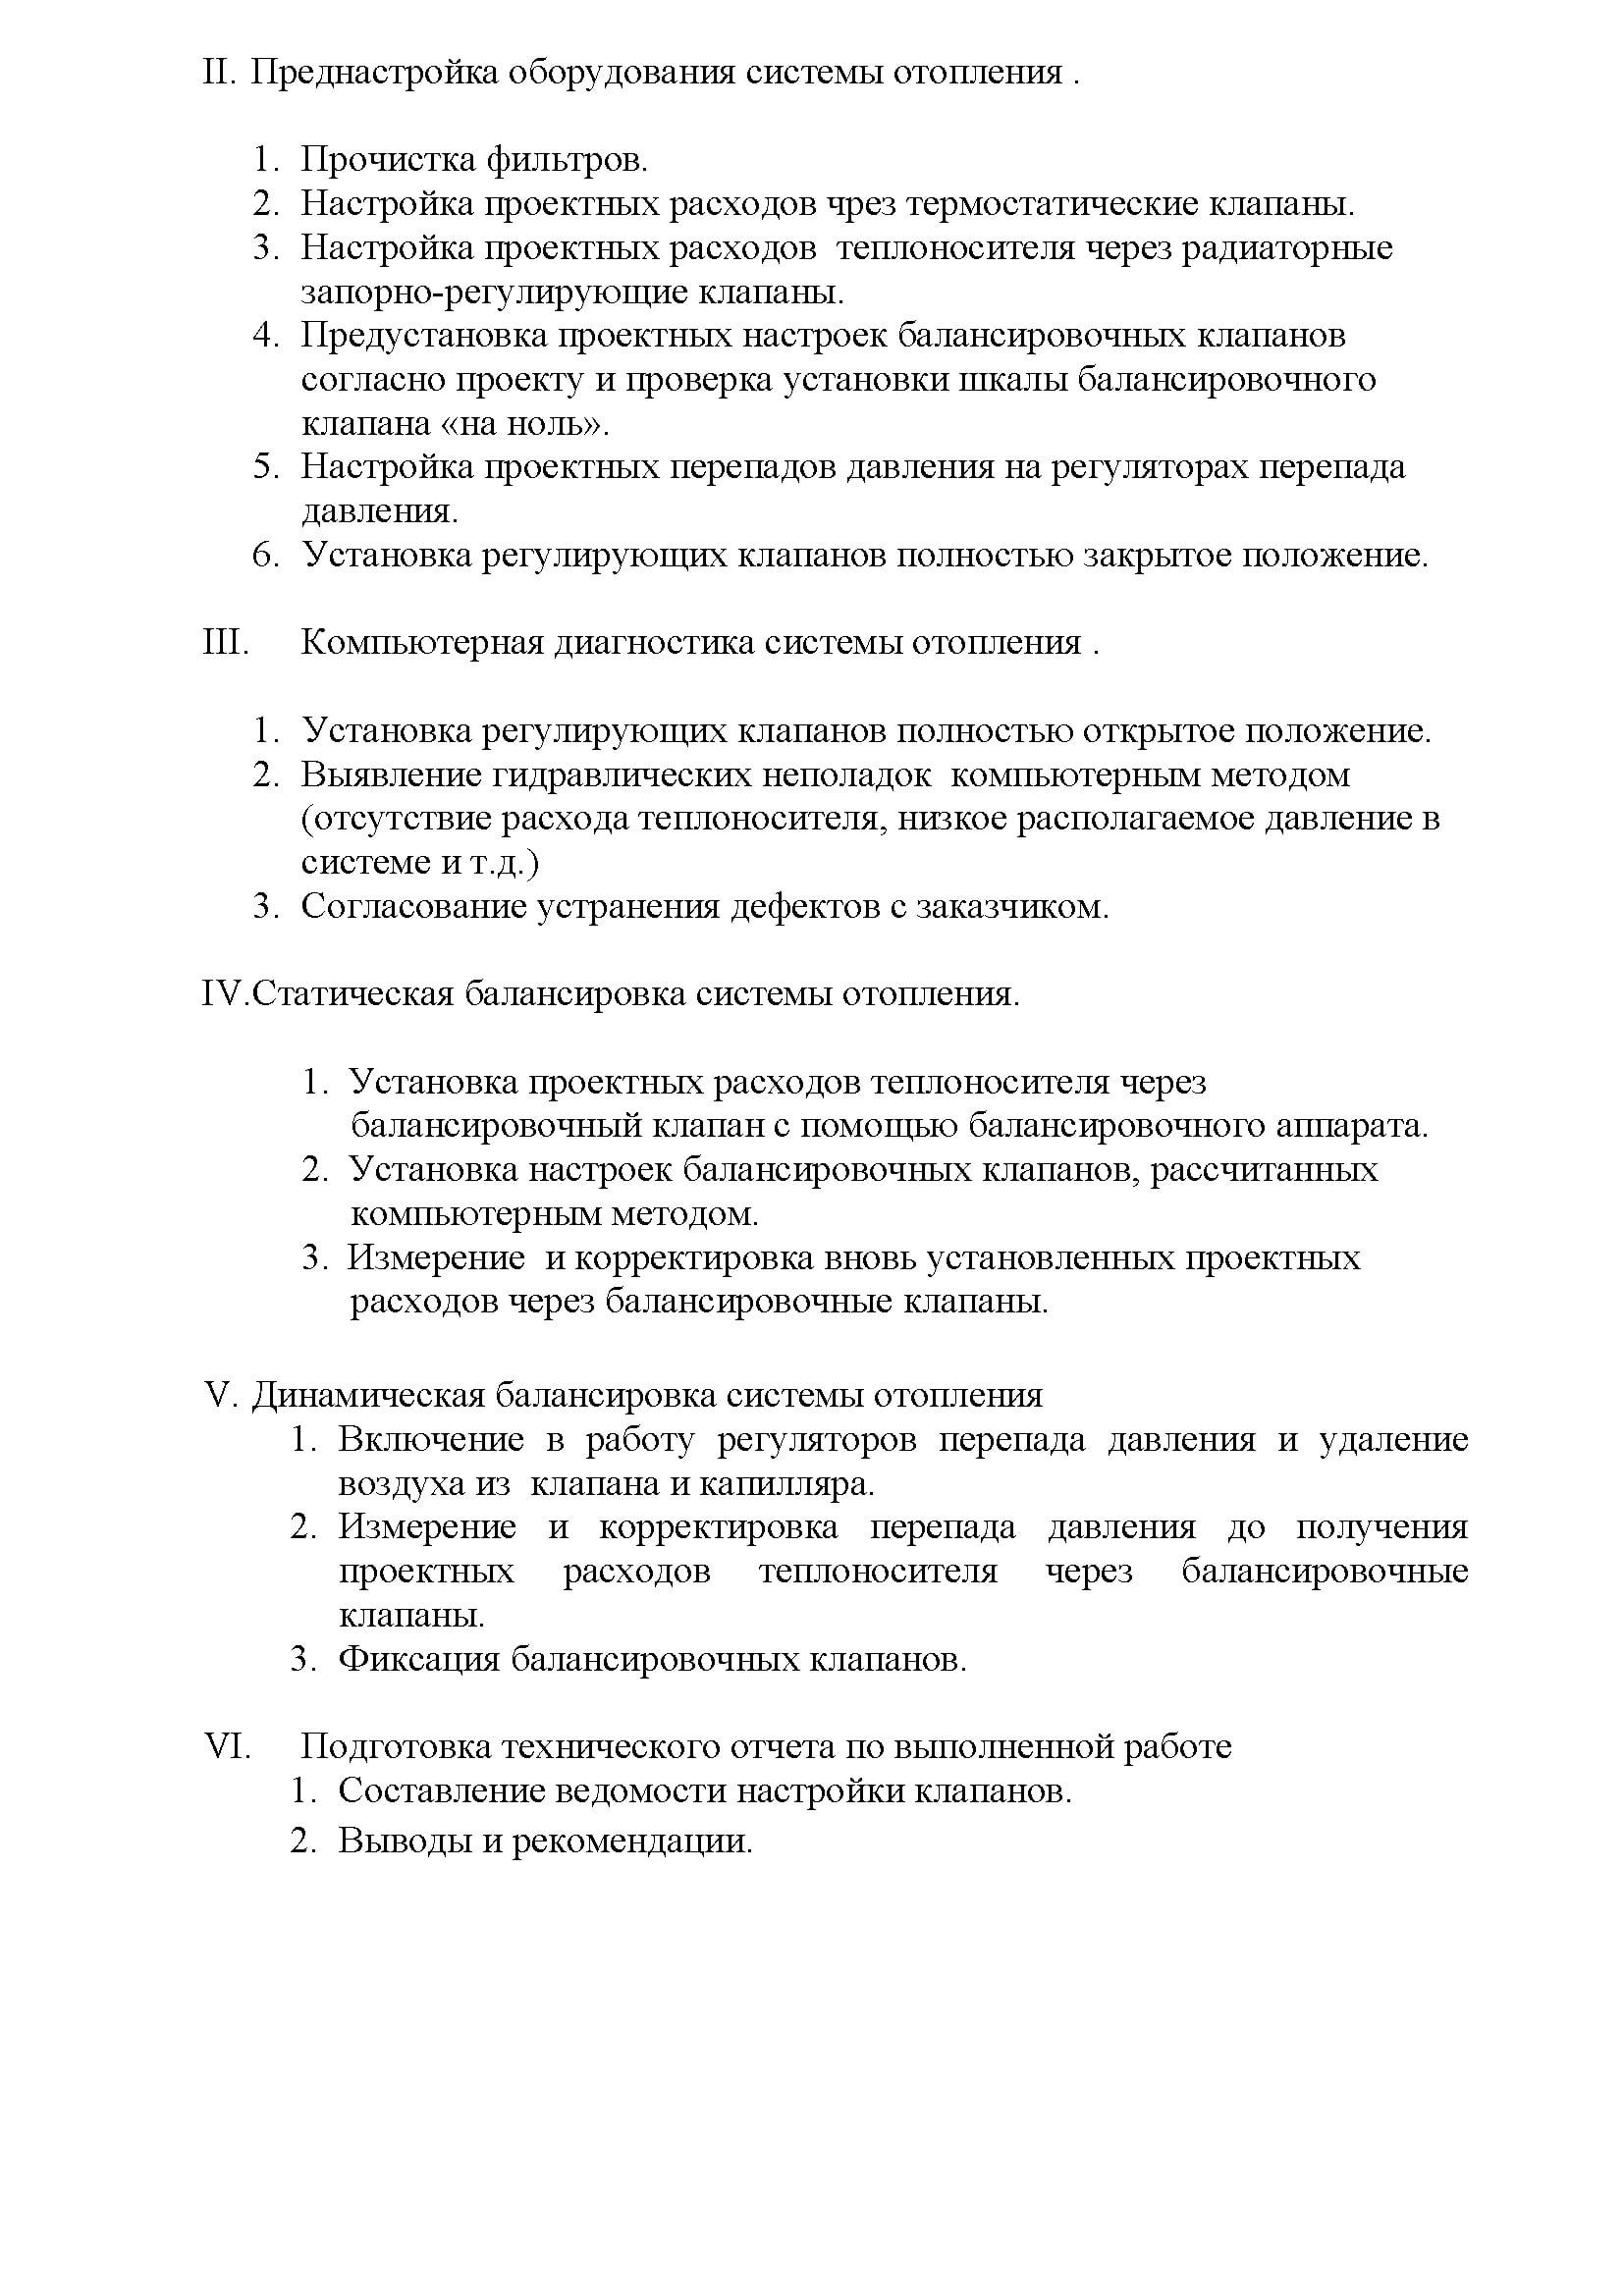 II. Преднастройка оборудования системы отопления .
1. Прочистка фильтров.
2. Настройка проектных расходов чрез термостатические клапаны.
3. Настройка проектных расходов  теплоносителя через радиаторные
запорно-регулирующие клапаны.
4. Предустановка проектных настроек балансировочных клапанов
согласно проекту и проверка установки шкалы балансировочного
клапана «на ноль».
5. Настройка проектных перепадов давления на регуляторах перепада
давления.
6. Установка регулирующих клапанов полностью закрытое положение.
III. Компьютерная диагностика системы отопления .
1. Установка регулирующих клапанов полностью открытое положение.
2. Выявление гидравлических неполадок  компьютерным методом
(отсутствие расхода теплоносителя, низкое располагаемое давление в
системе и т.д.)
3. Согласование устранения дефектов с заказчиком.
IV.Статическая балансировка системы отопления.
1. Установка проектных расходов теплоносителя через
балансировочный клапан с помощью балансировочного аппарата.
2. Установка настроек балансировочных клапанов, рассчитанных
компьютерным методом.
3. Измерение  и корректировка вновь установленных проектных
расходов через балансировочные клапаны.
V. Динамическая балансировка системы отопления
1. Включение в работу регуляторов перепада давления и удаление
воздуха из  клапана и капилляра.
2. Измерение и корректировка перепада давления до получения
проектных расходов теплоносителя через балансировочные
клапаны.
3. Фиксация балансировочных клапанов.
VI. Подготовка технического отчета по выполненной работе
1. Составление ведомости настройки клапанов.
2. Выводы и рекомендации.